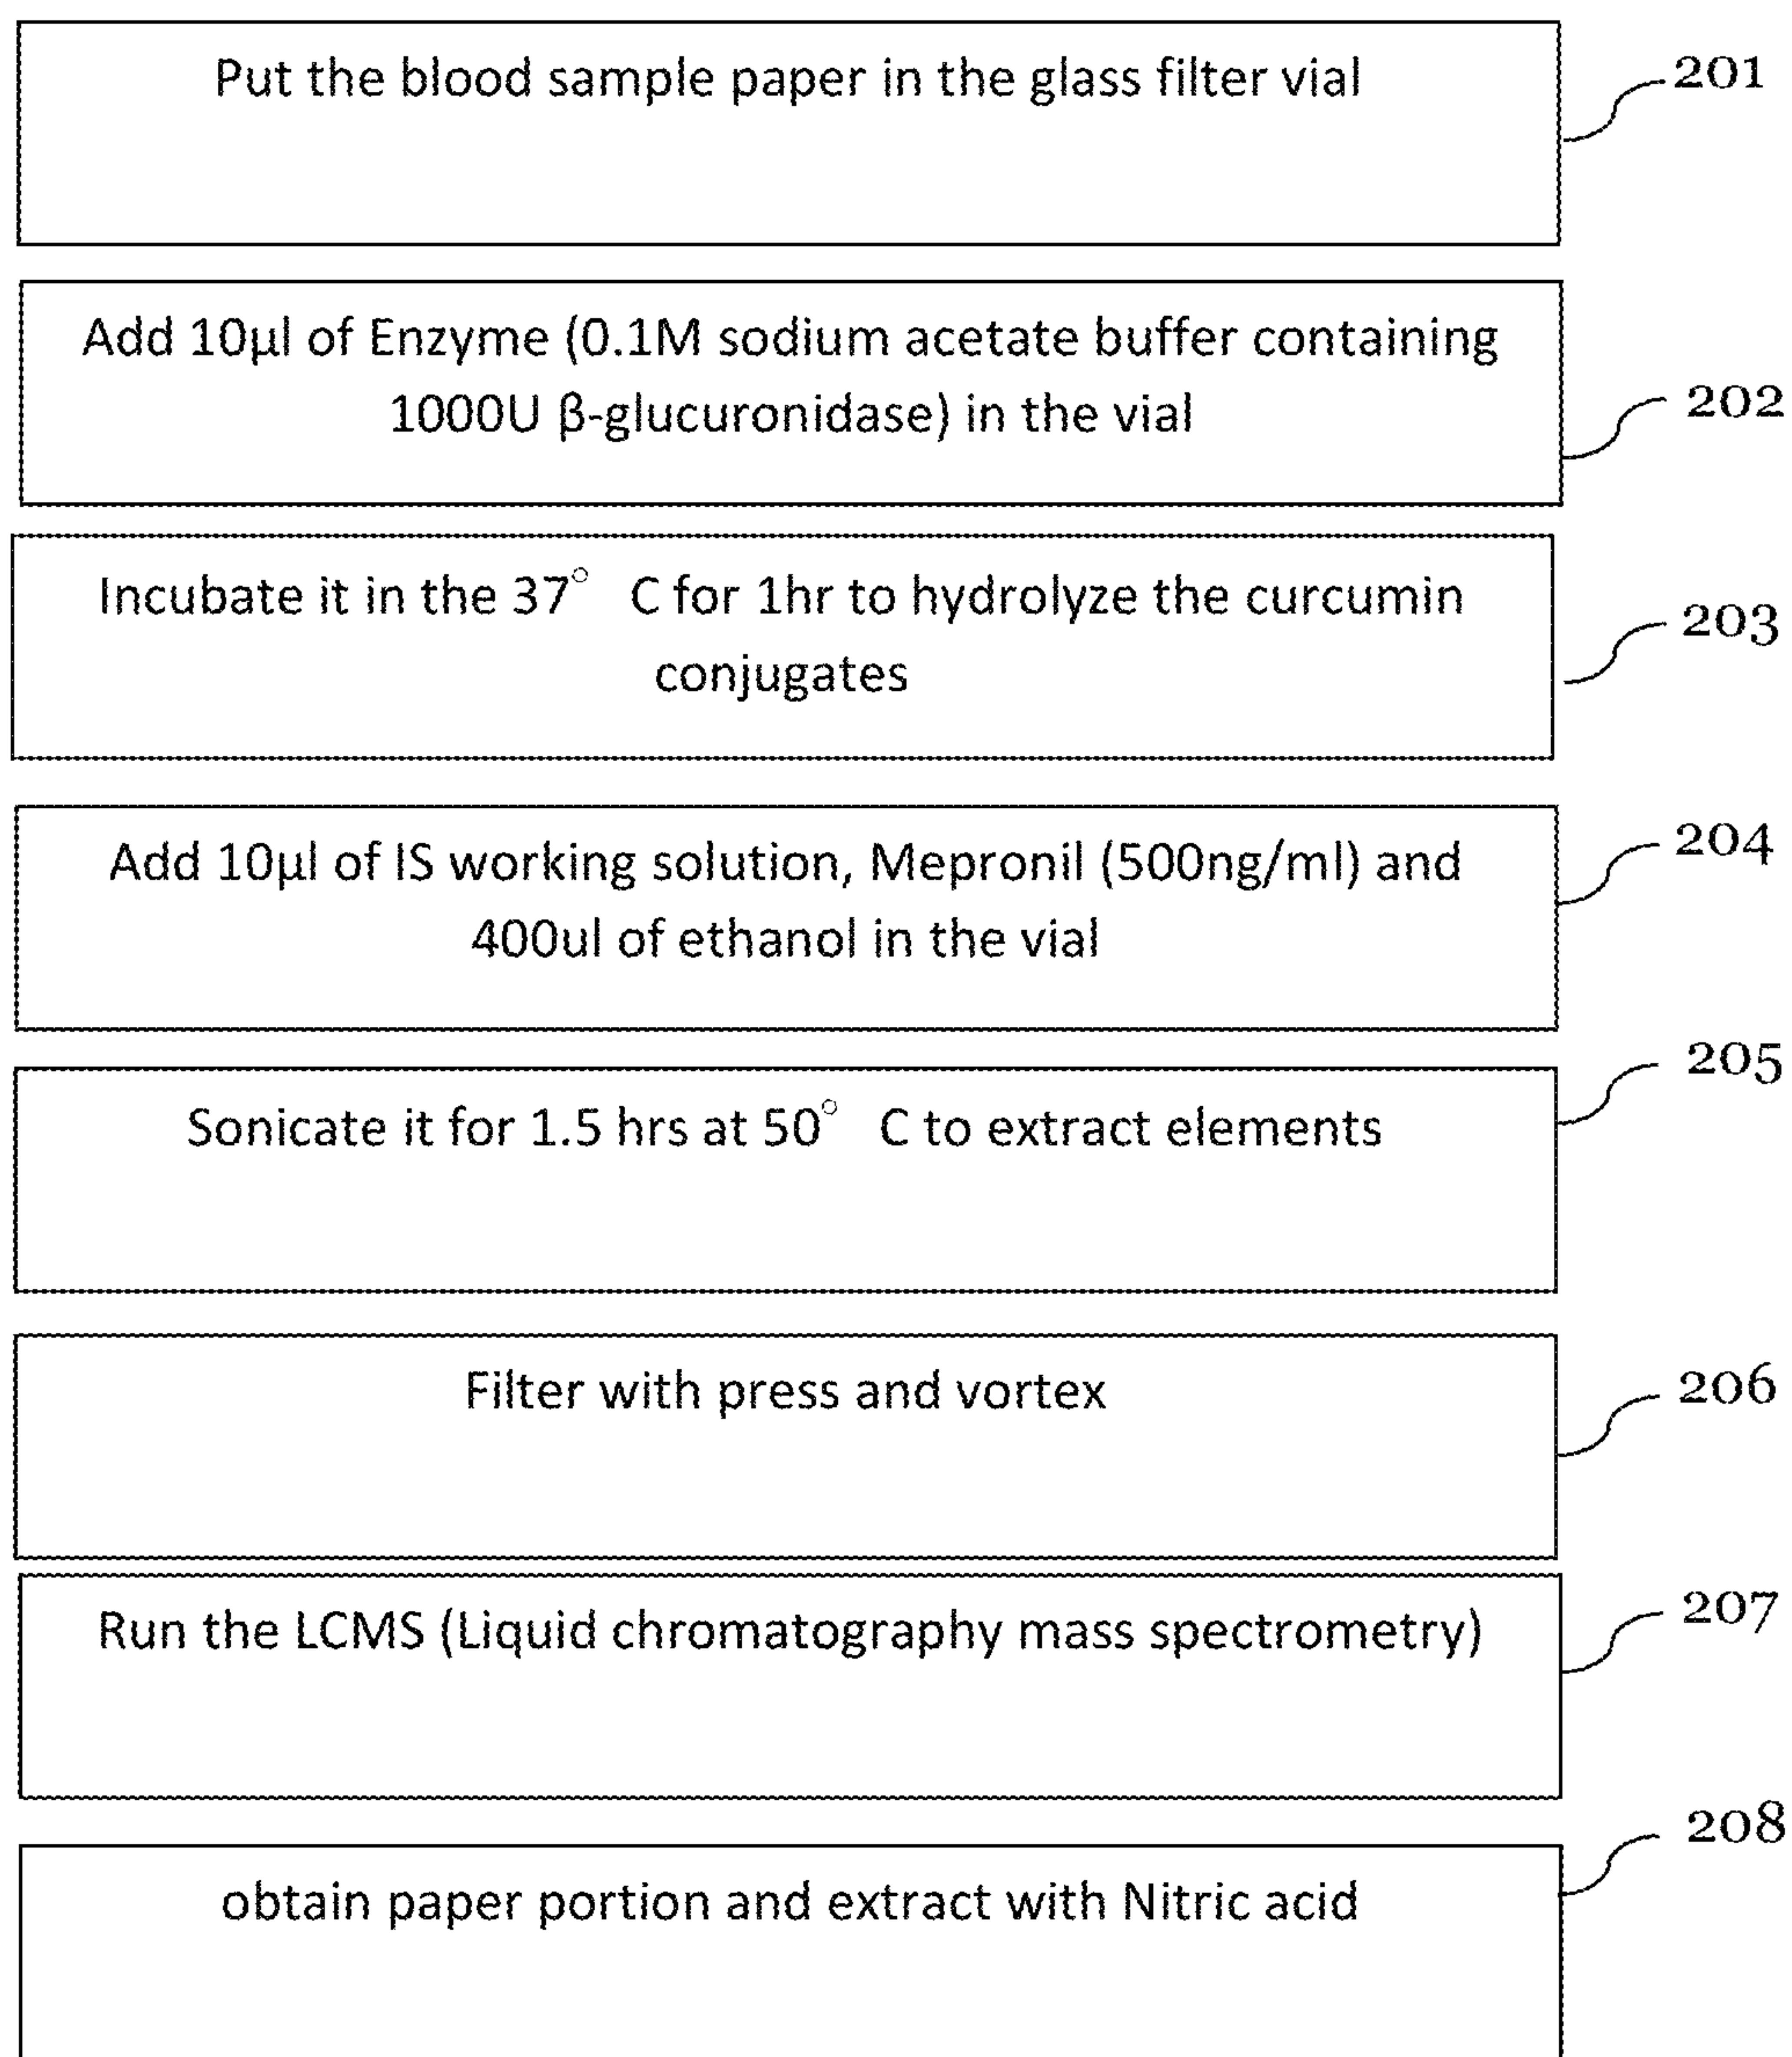 Put the blood sample paper in the glass filter vial
201
Add 10µl of Enzyme (0.1M sodium acetate buffer containing
1000U β-glucuronidase) in the vial
202
Incubate it in the 37° C for 1hr to hydrolyze the curcumin
conjugates
203
Add 10µl of IS working solution, Mepronil (500ng/ml) and
400ul of ethanol in the vial
204
Sonicate it for 1.5 hrs at 50° C to extract elements
205
Filter with press and vortex
206
Run the LCMS (Liquid chromatography mass spectrometry)
207
obtain paper portion and extract with Nitric acid
208